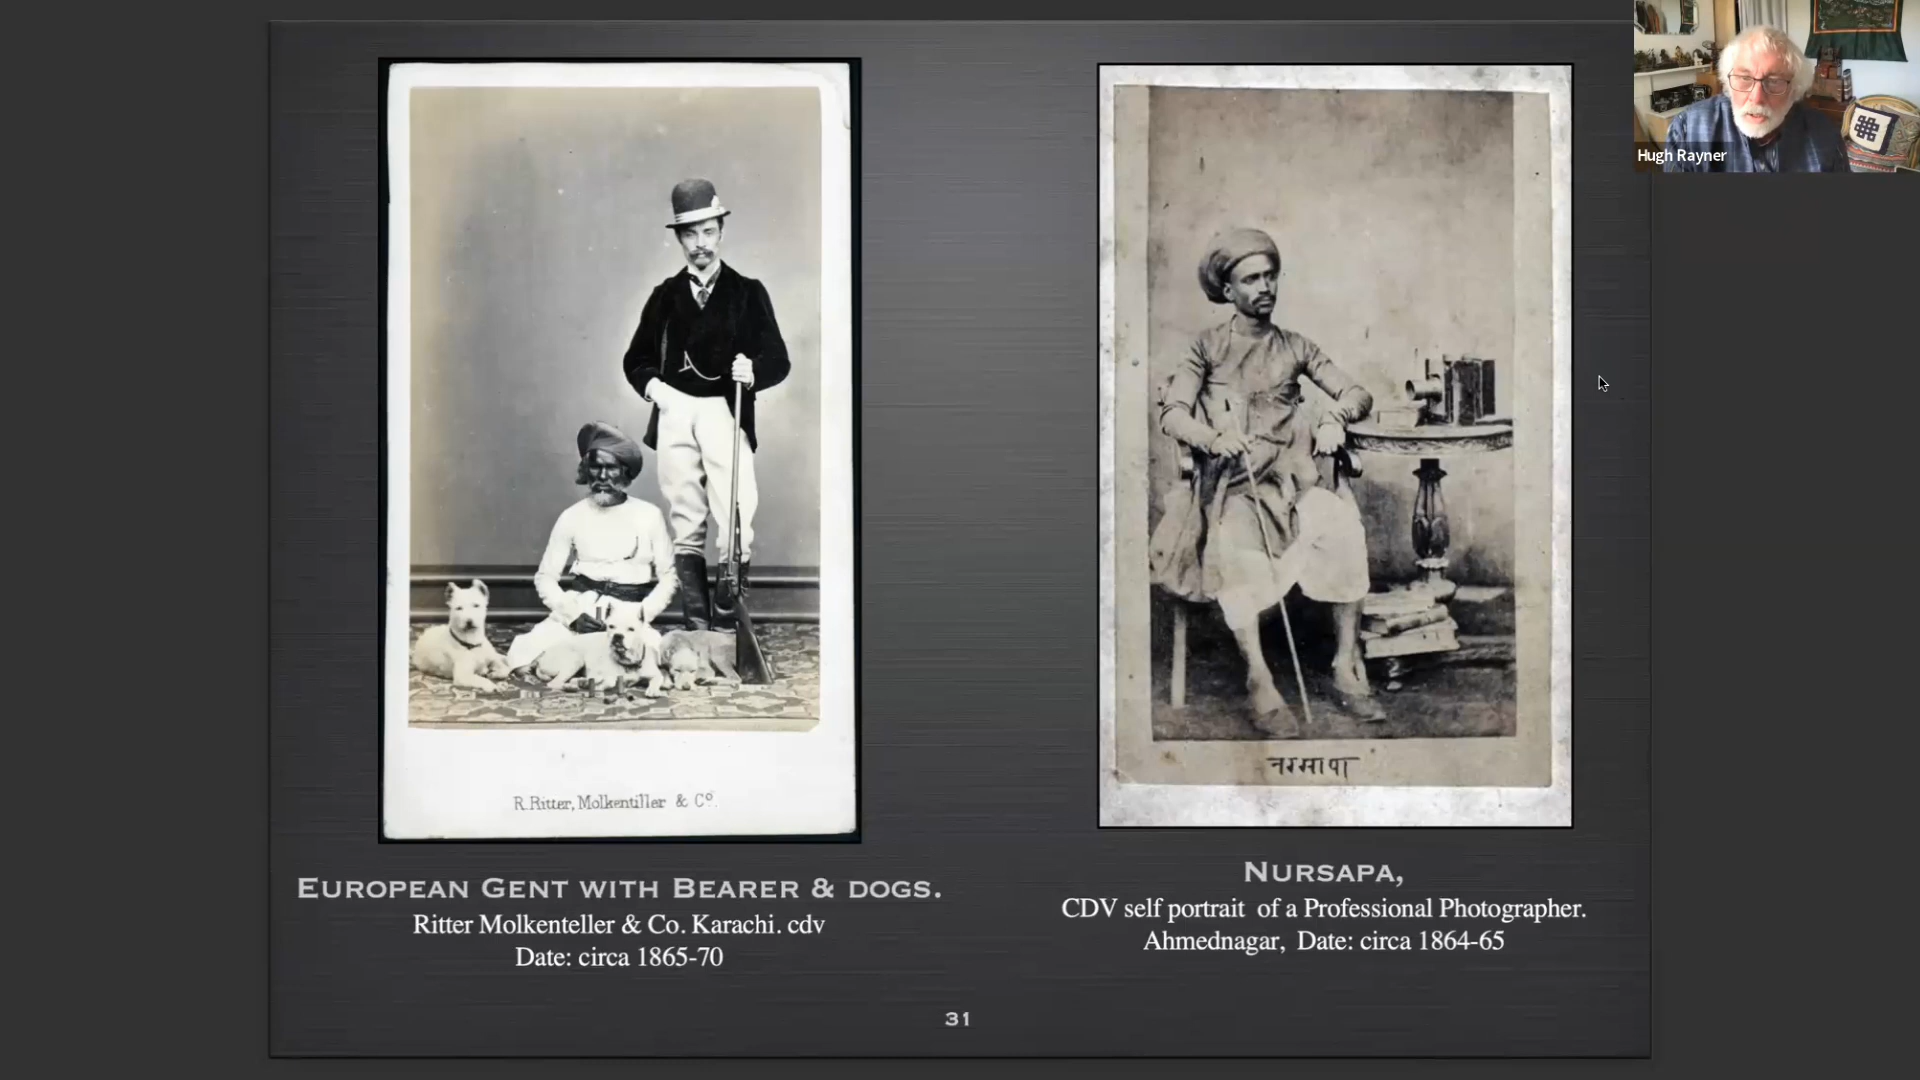 Hugh Rayner
R. Ritter, Molkentiller & Co.
नरसापा
EUROPEAN GENT WITH BEARER & DOGS.
Ritter Molkenteller & Co. Karachi. cdv
Date: circa 1865-70
NURSAPA,
CDV self portrait of a Professional Photographer.
Ahmednagar, Date: circa 1864-65
31